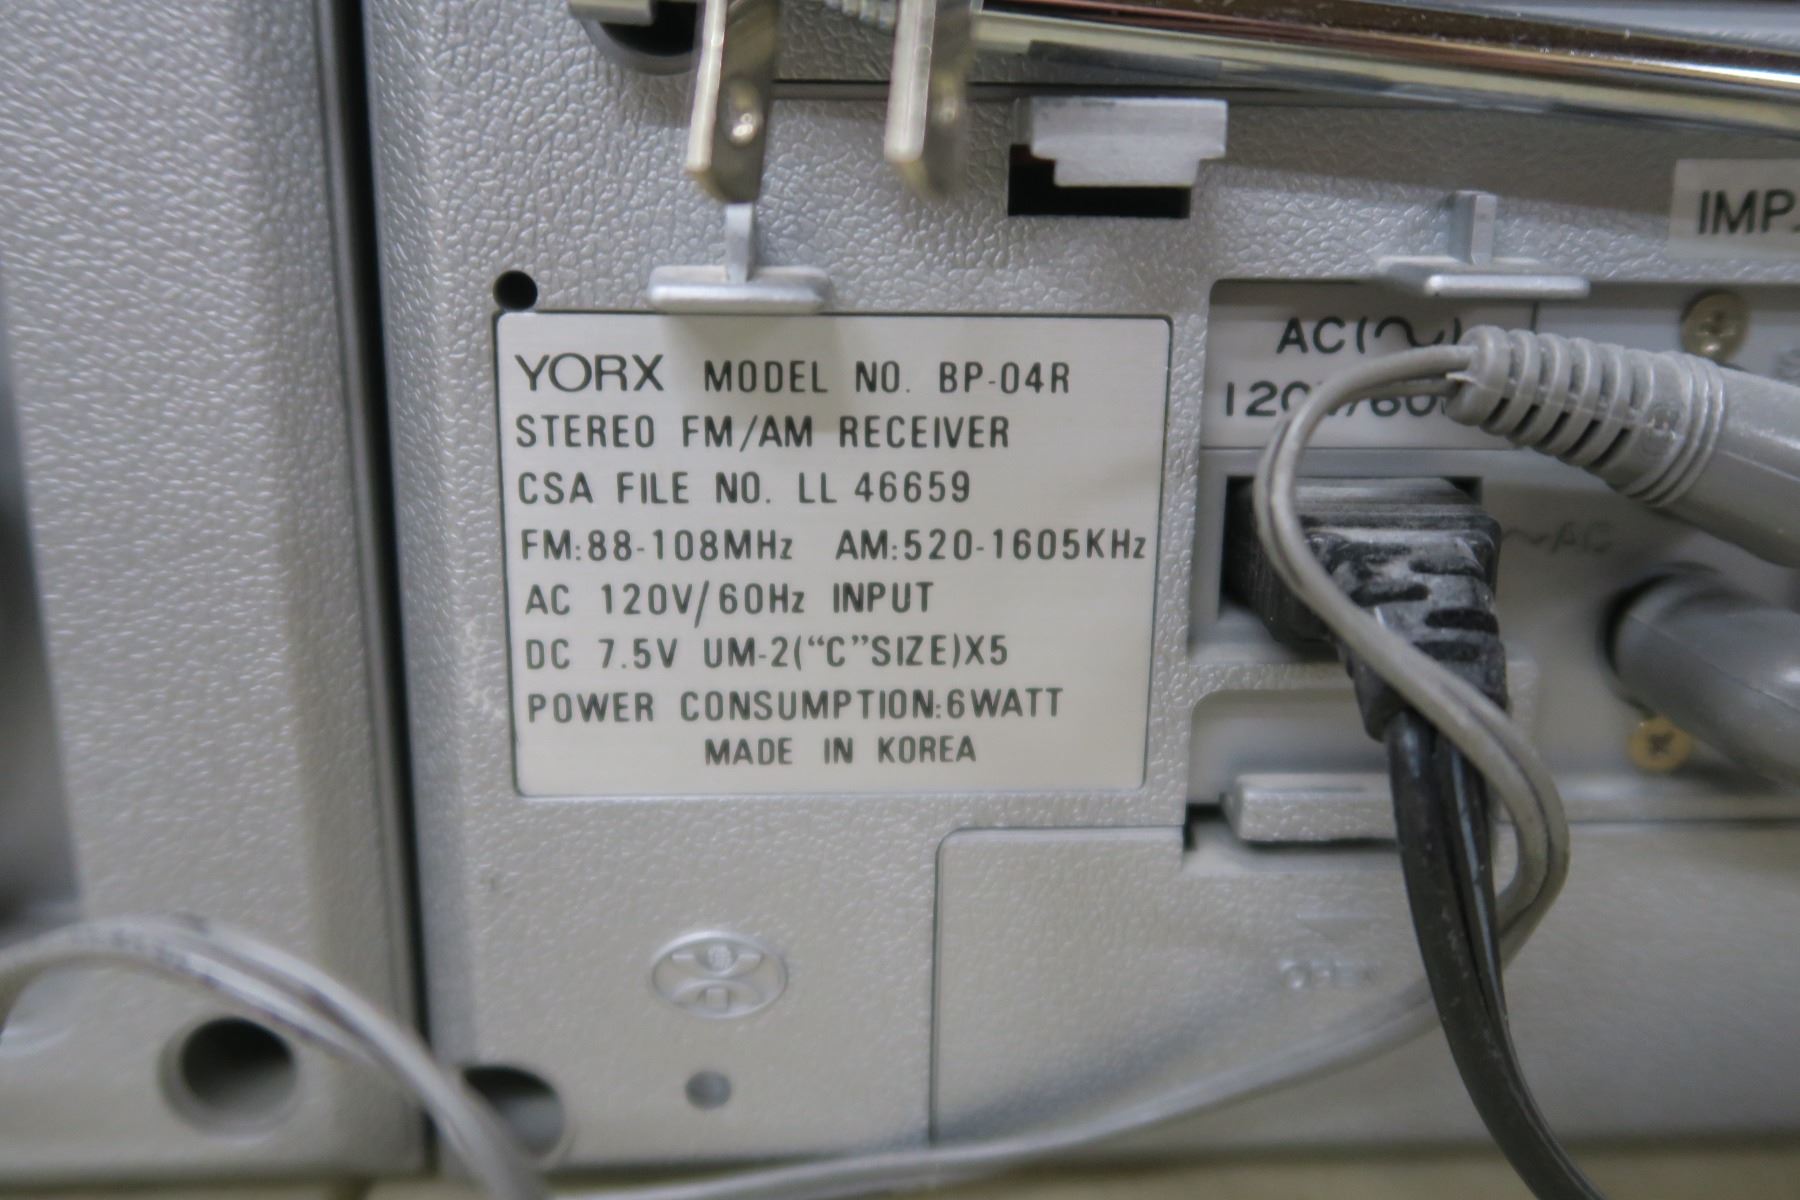 YORX MODEL NO. BP-04R
STEREO FM/AM RECEIVER
CSA FILE NO. LL 46659
FM:88-108MHz AM:520-1605KHz
AC 120V/60Hz INPUT
DC 7.5V UM-2(“C”SIZE)X5
POWER CONSUMPTION:6WATT
MADE IN KOREA
AC(~)
~AC